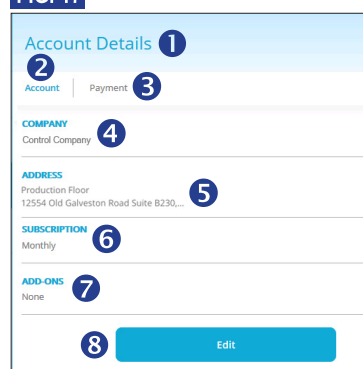 Account Details 1
2
Account | Payment 3
COMPANY
Control Company 4
ADDRESS
Production Floor
12554 Old Galveston Road Suite B230,... 5
SUBSCRIPTION
Monthly 6
ADD-ONS
None 7
8 Edit